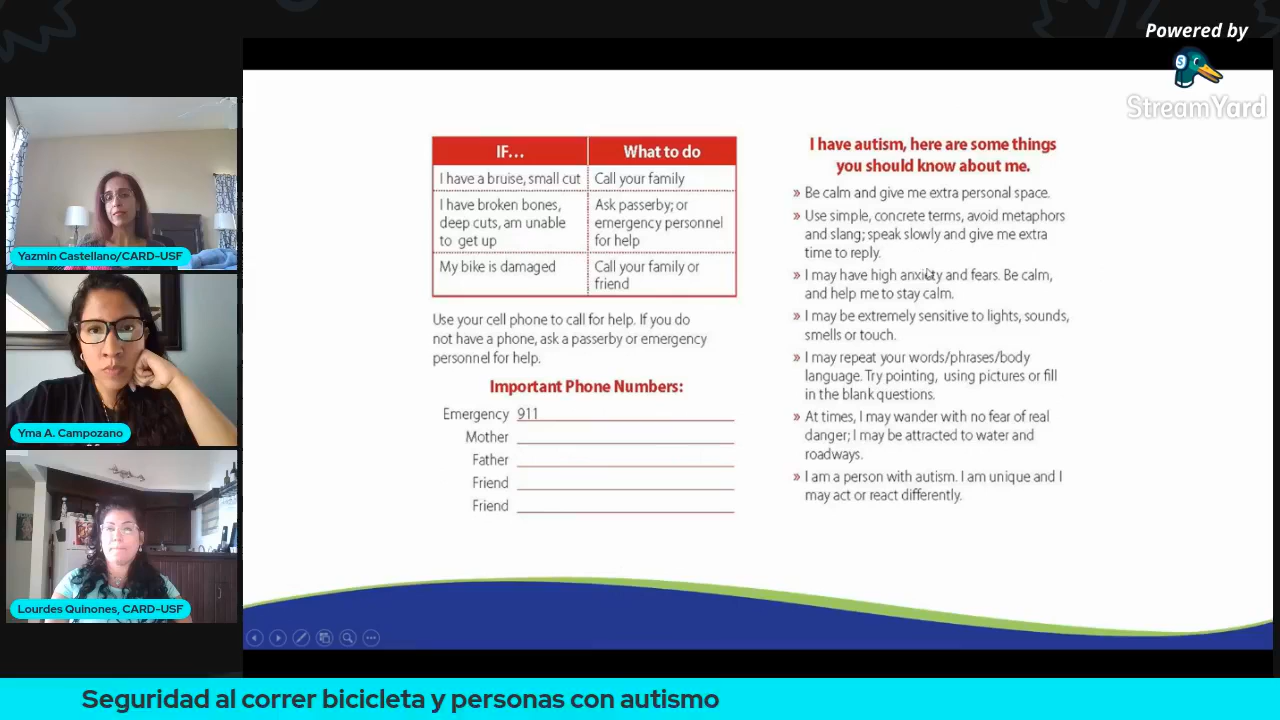 Powered by
StreamYard
Yazmin Castellano/CARD-USF
Yma A. Campozano
Lourdes Quinones, CARD-USF
IF… What to do
I have a bruise, small cut Call your family
I have broken bones, Ask passerby; or
deep cuts, am unable emergency personnel
to get up for help
My bike is damaged Call your family or
friend
Use your cell phone to call for help. If you do
not have a phone, ask a passerby or emergency
personnel for help.
Important Phone Numbers:
Emergency 911
Mother
Father
Friend
Friend
I have autism, here are some things
you should know about me.
» Be calm and give me extra personal space.
» Use simple, concrete terms, avoid metaphors
and slang; speak slowly and give me extra
time to reply.
» I may have high anxiety and fears. Be calm,
and help me to stay calm.
» I may be extremely sensitive to lights, sounds,
smells or touch.
» I may repeat your words/phrases/body
language. Try pointing, using pictures or fill
in the blank questions.
» At times, I may wander with no fear of real
danger; I may be attracted to water and
roadways.
» I am a person with autism. I am unique and I
may act or react differently.
Seguridad al correr bicicleta y personas con autismo